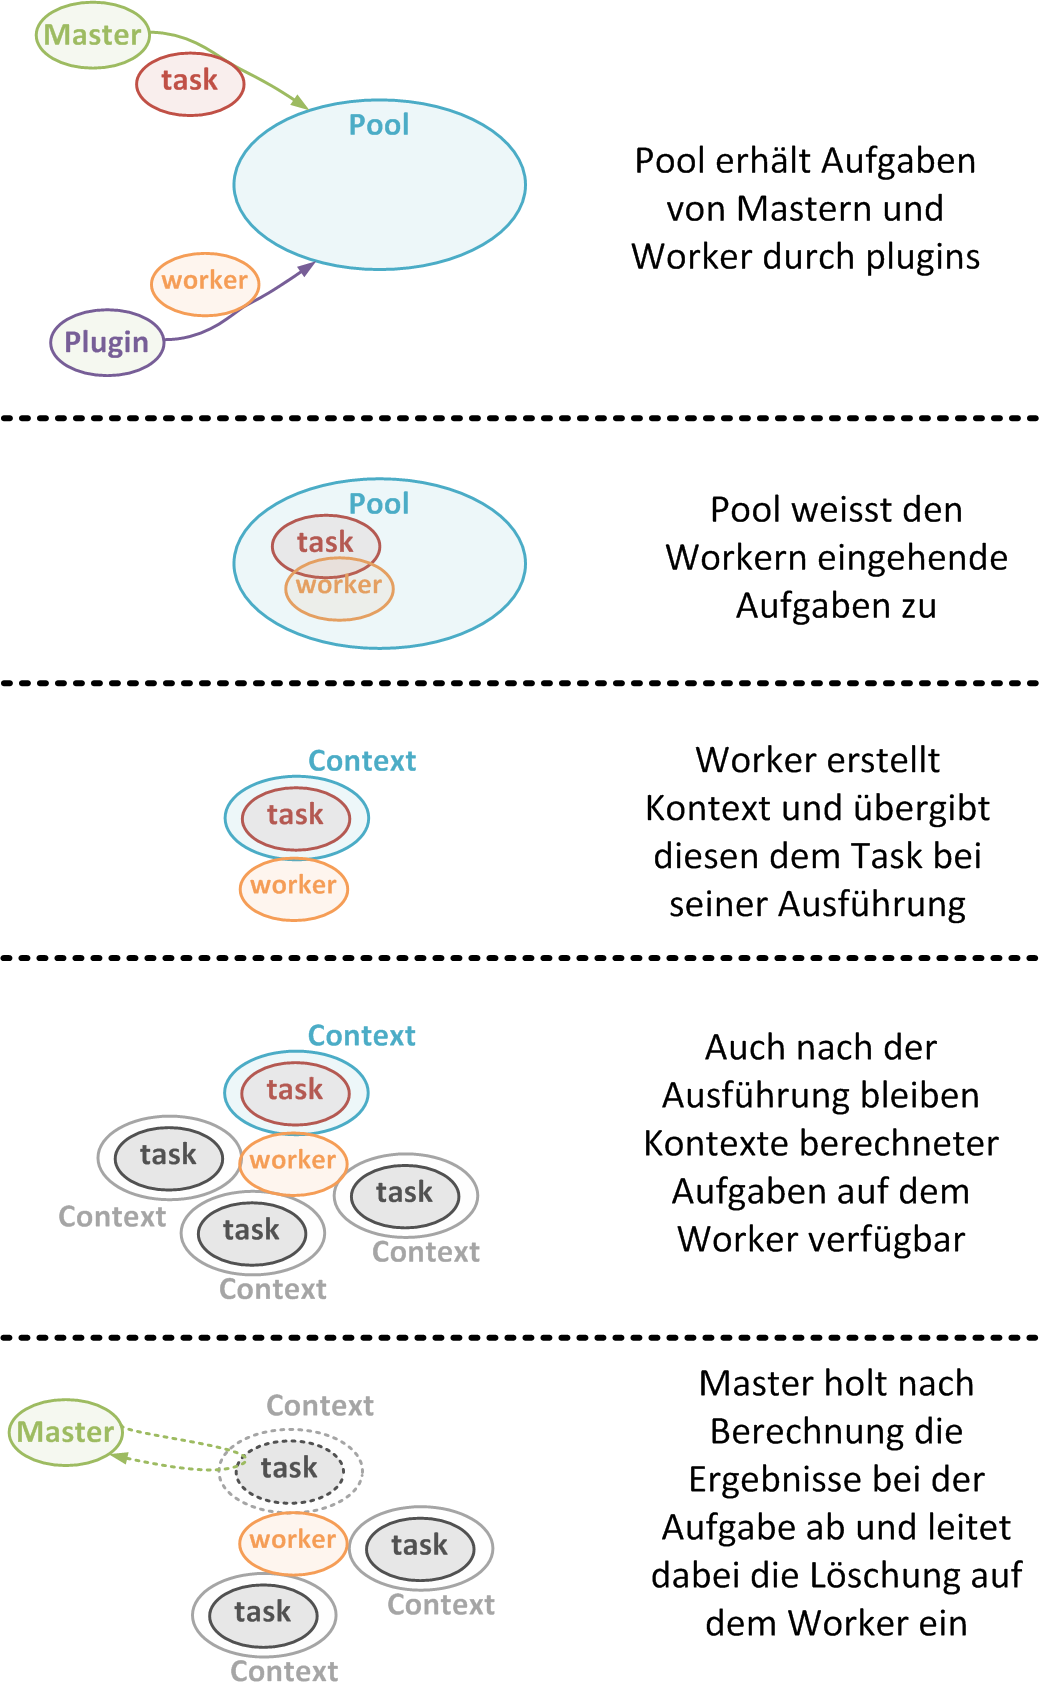 Master
task
Pool
worker
Plugin
Pool erhält Aufgaben
von Mastern und
Worker durch plugins
Pool
task
worker
Pool weisst den
Workern eingehende
Aufgaben zu
Context
task
worker
Worker erstellt
Kontext und übergibt
diesen dem Task bei
seiner Ausführung
Context
task
task
worker
task
Context
task
Context
Context
Auch nach der
Ausführung bleiben
Kontexte berechneter
Aufgaben auf dem
Worker verfügbar
Context
Master
task
worker
task
Context
task
Context
Master holt nach
Berechnung die
Ergebnisse bei der
Aufgabe ab und leitet
dabei die Löschung auf
dem Worker ein